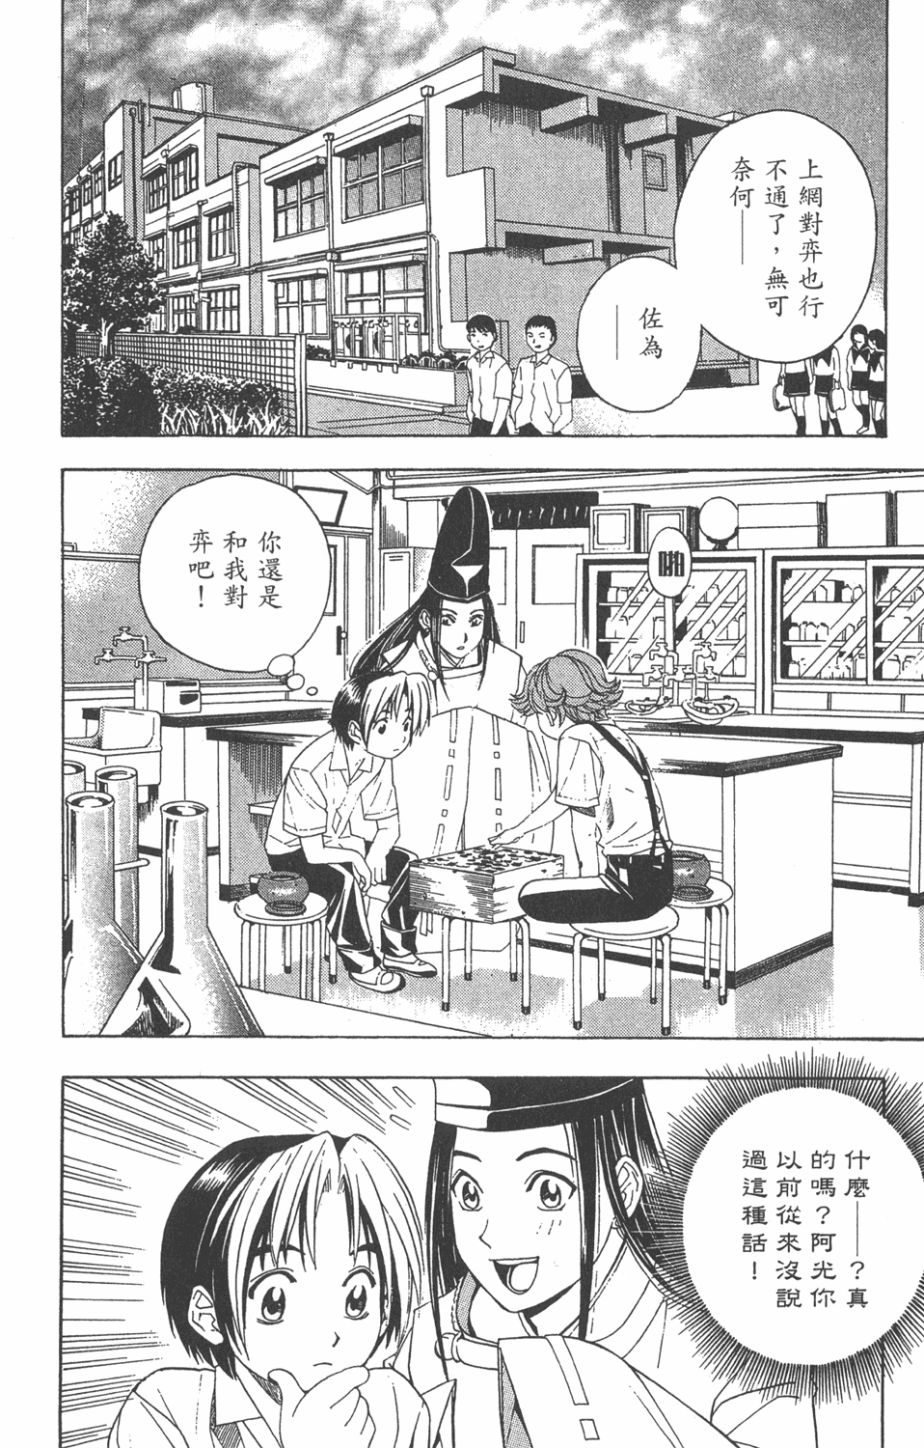 上網對弈也行
不通了，無可
奈何——
佐為
——
你還是
和我對
弈吧！
啪
什麼——？真
的嗎？阿光你
以前從來沒說
過這種話！